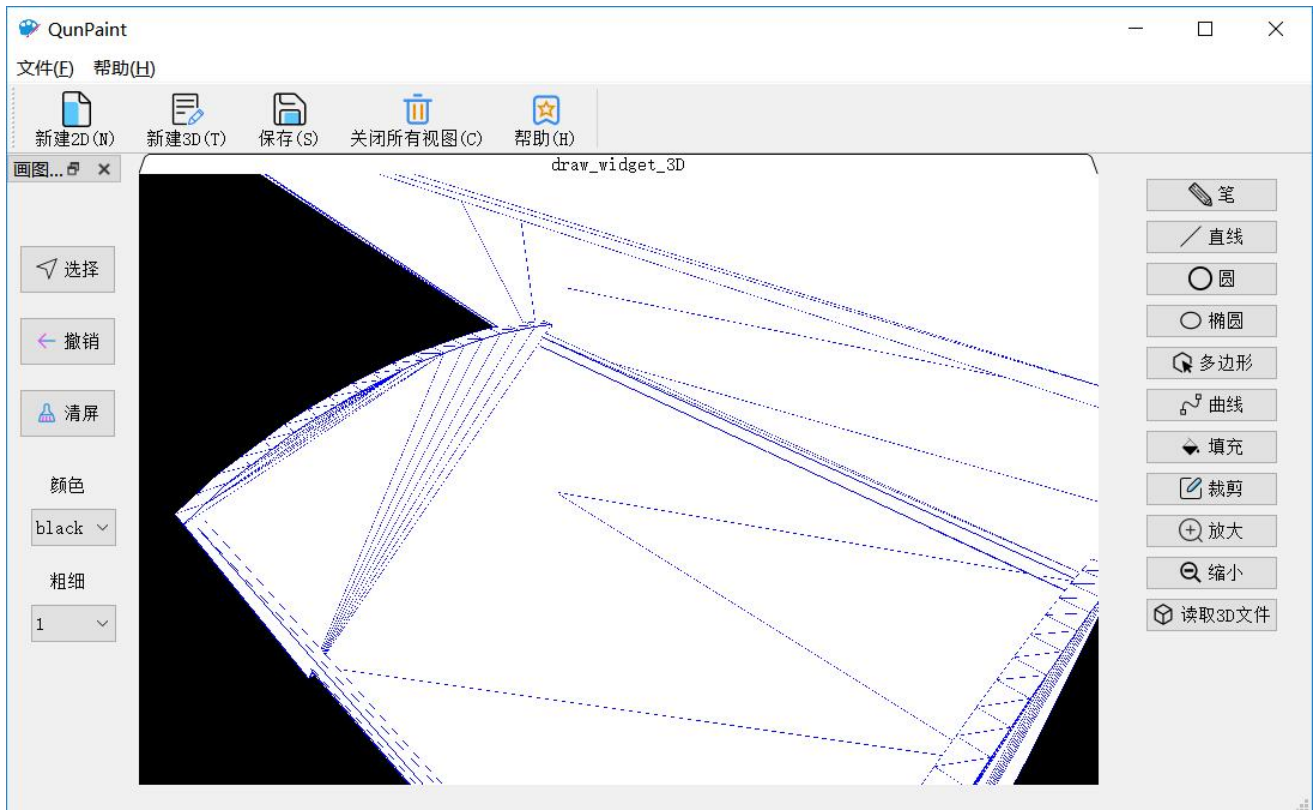 QunPaint
文件(F) 帮助(H)
新建2D(N) 新建3D(T) 保存(S) 关闭所有视图(C) 帮助(H)
画图...
draw_widget_3D
选择
撤销
清屏
颜色
black
粗细
1
笔
直线
圆
椭圆
多边形
曲线
填充
裁剪
放大
缩小
读取3D文件